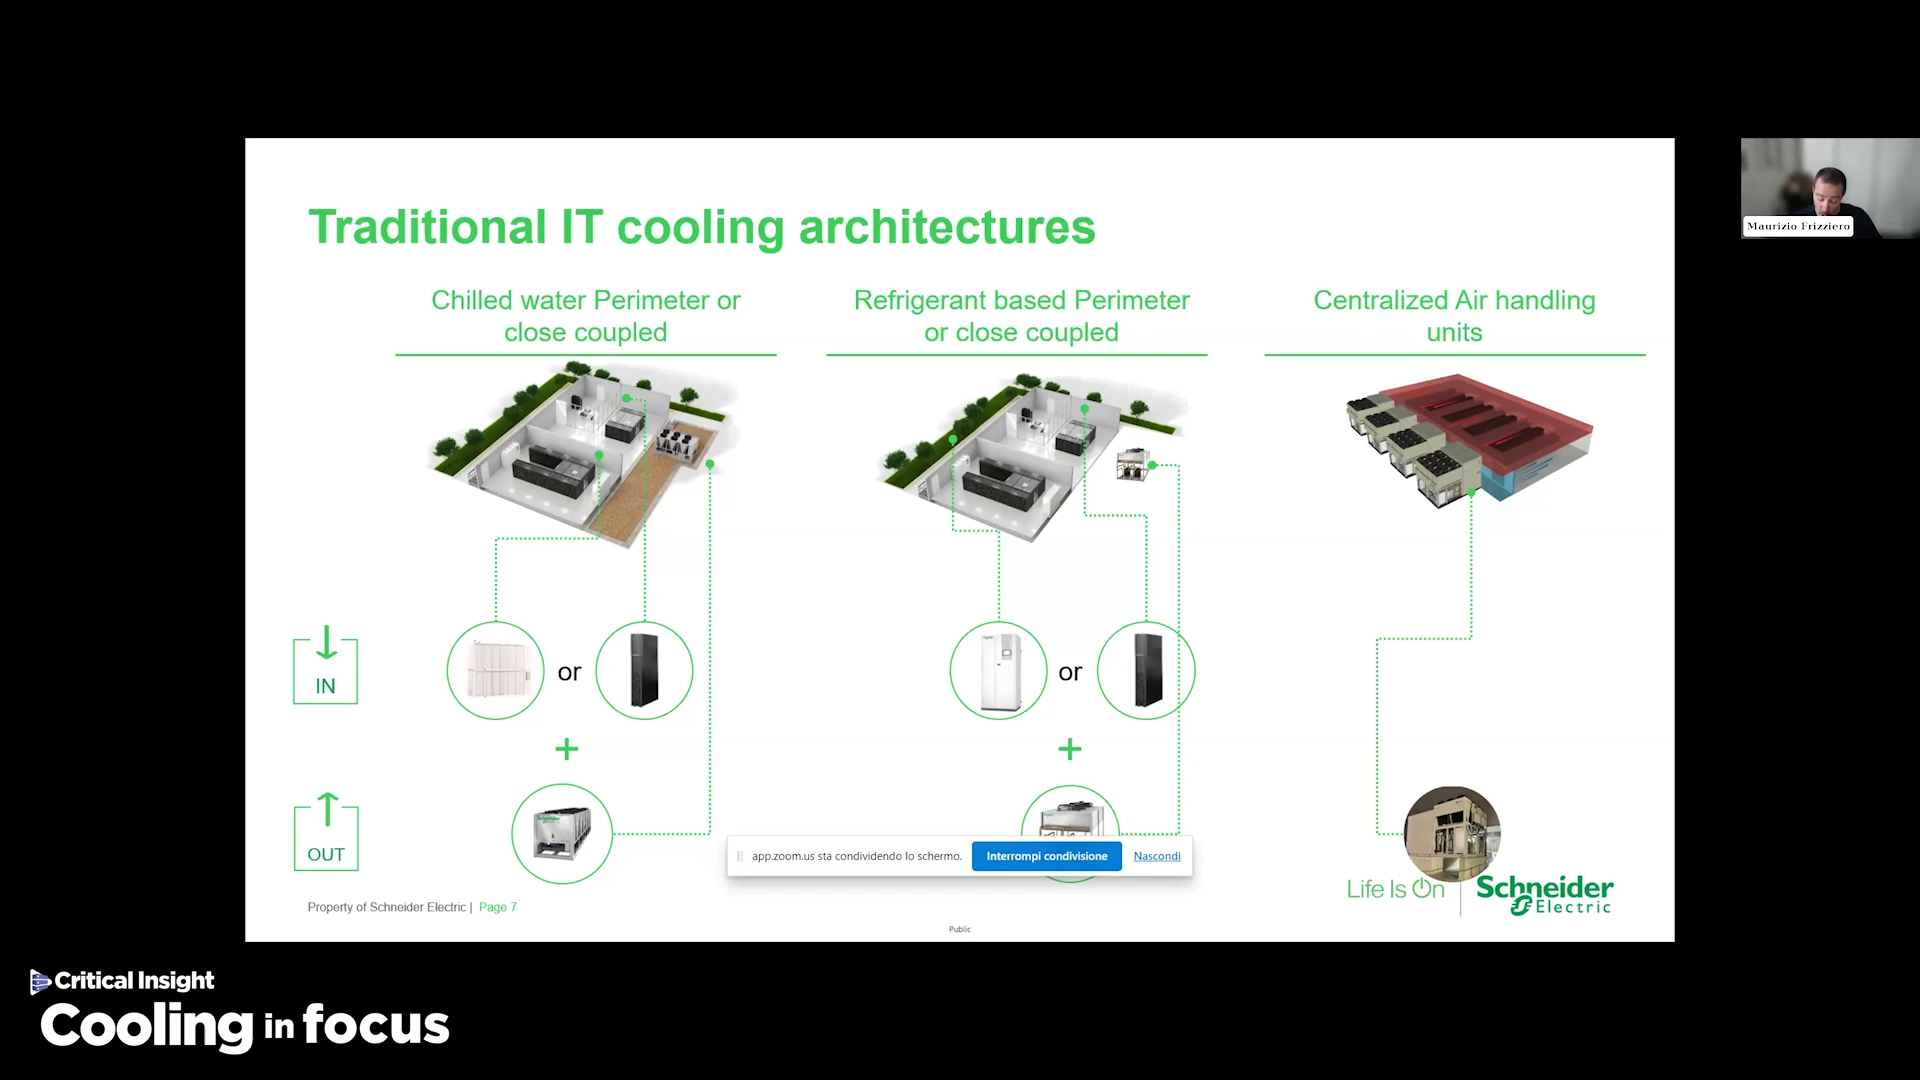 Traditional IT cooling architectures
Chilled water Perimeter or
close coupled
Refrigerant based Perimeter
or close coupled
Centralized Air handling
units
IN
or
or
+
+
OUT
Schneider
app.zoom.us sta condividendo lo schermo.
Interrompi condivisione
Nascondi
Property of Schneider Electric | Page 7
Life Is On
Schneider
Electric
Public
Maurizio Frizziero
Critical Insight
Cooling in focus